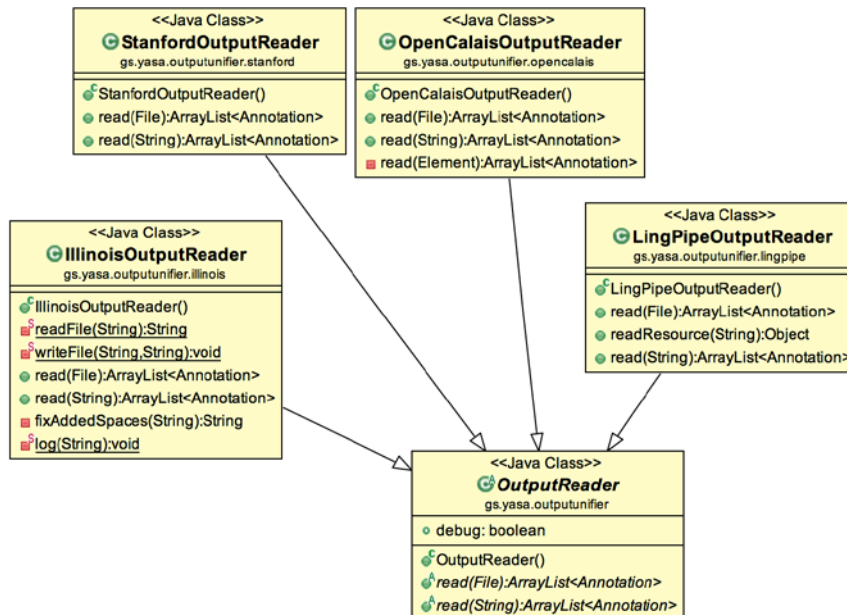 <<Java Class>>
StanfordOutputReader
gs.yasa.outputunifier.stanford
StanfordOutputReader()
read(File):ArrayList<Annotation>
read(String):ArrayList<Annotation>
<<Java Class>>
OpenCalaisOutputReader
gs.yasa.outputunifier.opencalais
OpenCalaisOutputReader()
read(File):ArrayList<Annotation>
read(String):ArrayList<Annotation>
read(Element):ArrayList<Annotation>
<<Java Class>>
IllinoisOutputReader
gs.yasa.outputunifier.illinois
IllinoisOutputReader()
readFile(String):String
writeFile(String,String):void
read(File):ArrayList<Annotation>
read(String):ArrayList<Annotation>
fixAddedSpaces(String):String
log(String):void
<<Java Class>>
LingPipeOutputReader
gs.yasa.outputunifier.lingpipe
LingPipeOutputReader()
read(File):ArrayList<Annotation>
readResource(String):Object
read(String):ArrayList<Annotation>
<<Java Class>>
OutputReader
gs.yasa.outputunifier
debug: boolean
OutputReader()
read(File):ArrayList<Annotation>
read(String):ArrayList<Annotation>